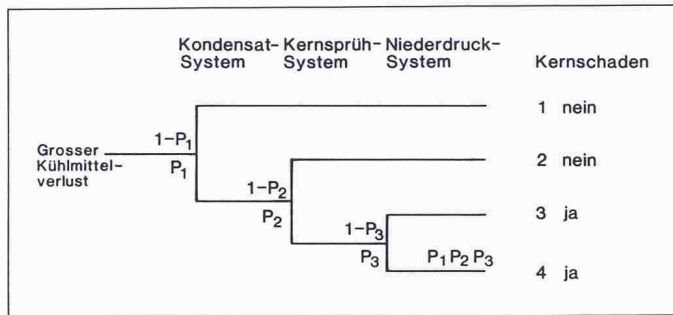 Kondensat- Kernsprüh- Niederdruck-
System System System Kernschaden
1 nein
1-P1
Grosser
Kühlmittel-
verlust
P1
2 nein
1-P2
P2
3 ja
1-P3
P3 P1 P2 P3
4 ja